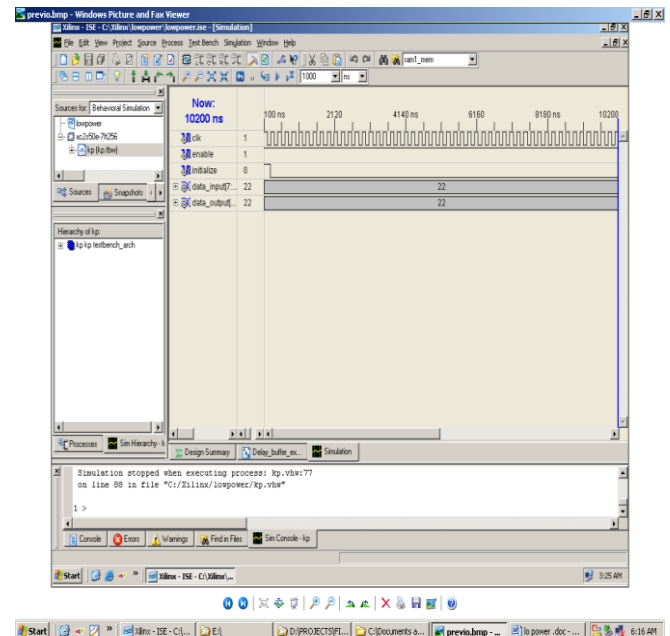 previo.bmp - Windows Picture and Fax Viewer
Xilinx - ISE - C:\Xilinx\lowpower\lowpower.ise - [Simulation]
File Edit View Project Source Process Test Bench Simulation Window Help
ram1_mem
1000 ns
Sources for: Behavioral Simulation
lowpower
xc2s50e-7ft256
kp (kp.tbw)
Sources Snapshots
Hierarchy of kp:
kp kp testbench_arch
Processes Sim Hierarchy - k
Now:
10200 ns
100 ns 2120 4140 ns 6160 8180 ns 10200
clk 1
enable 1
initialize 0
data_input[7:... 22 22
data_output[... 22 22
Design Summary Delay_buffer_ex... Simulation
Simulation stopped when executing process: kp.vhw:77
on line 88 in file "C:/Xilinx/lowpower/kp.vhw"
1 >
Console Errors Warnings Find in Files Sim Console - kp
Start Xilinx - ISE - C:\Xilinx\... 3:25 AM
Start Xilinx - ISE - C:\... E:\ D:\PROJECTS\FI... C:\Documents a... previo.bmp - ... lo power .doc - ... 6:16 AM